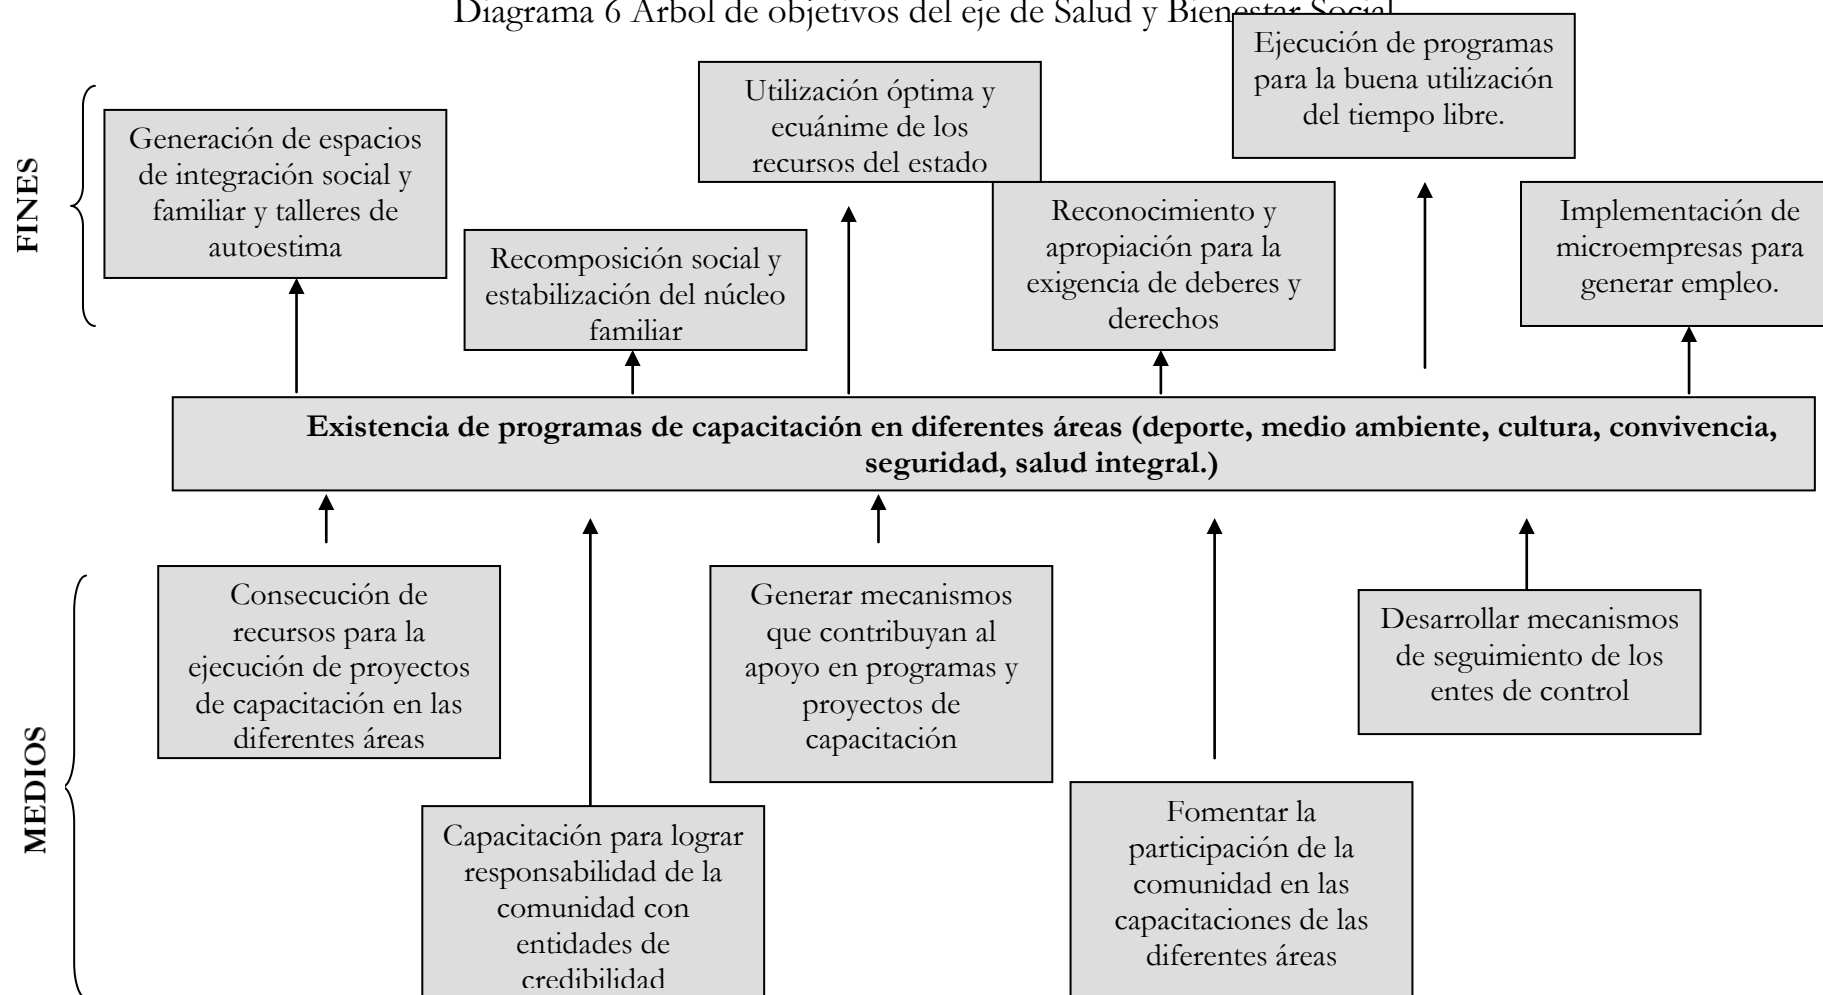 Diagrama 6 Arbol de objetivos del eje de Salud y Bienestar Social
FINES
Generación de espacios
de integración social y
familiar y talleres de
autoestima
Recomposición social y
estabilización del núcleo
familiar
Utilización óptima y
ecuánime de los
recursos del estado
Reconocimiento y
apropiación para la
exigencia de deberes y
derechos
Ejecución de programas
para la buena utilización
del tiempo libre.
Implementación de
microempresas para
generar empleo.
Existencia de programas de capacitación en diferentes áreas (deporte, medio ambiente, cultura, convivencia,
seguridad, salud integral.)
MEDIOS
Consecución de
recursos para la
ejecución de proyectos
de capacitación en las
diferentes áreas
Capacitación para lograr
responsabilidad de la
comunidad con
entidades de
credibilidad
Generar mecanismos
que contribuyan al
apoyo en programas y
proyectos de
capacitación
Fomentar la
participación de la
comunidad en las
capacitaciones de las
diferentes áreas
Desarrollar mecanismos
de seguimiento de los
entes de control